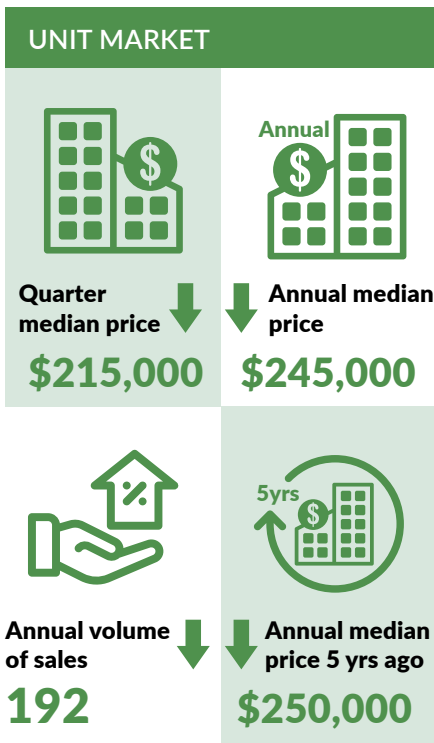 UNIT MARKET
$
Quarter
median price
$215,000
Annual
$
Annual median
price
$245,000
%
Annual volume
of sales
192
5yrs
$
Annual median
price 5 yrs ago
$250,000